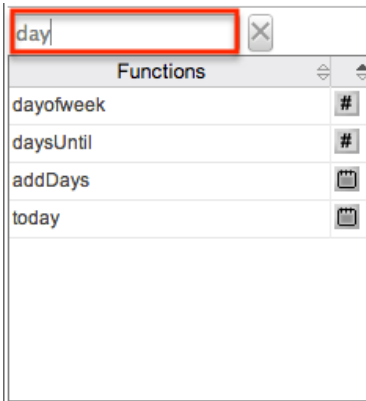 day
Functions
dayofweek #
daysUntil #
addDays
today